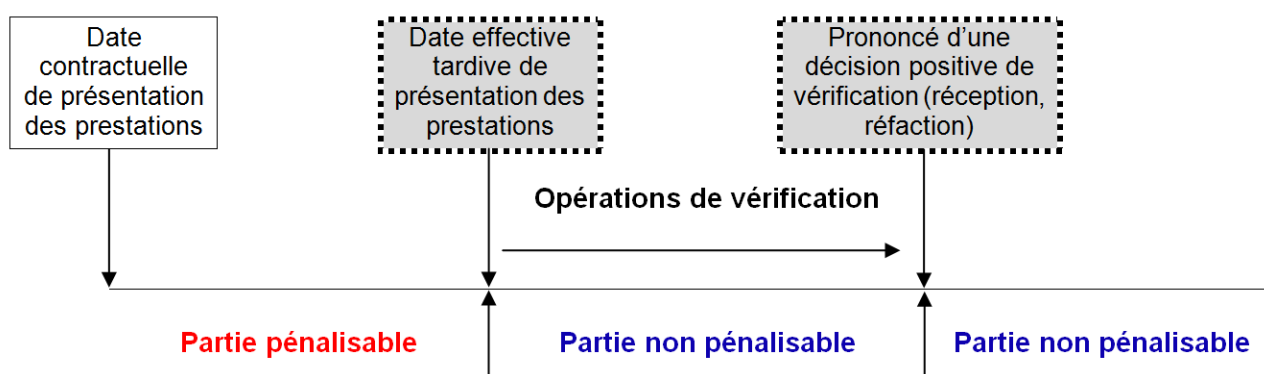 Date
contractuelle
de présentation
des prestations
Date effective
tardive de
présentation des
prestations
Prononcé d’une
décision positive de
vérification (réception,
réfaction)
Opérations de vérification
Partie pénalisable
Partie non pénalisable
Partie non pénalisable